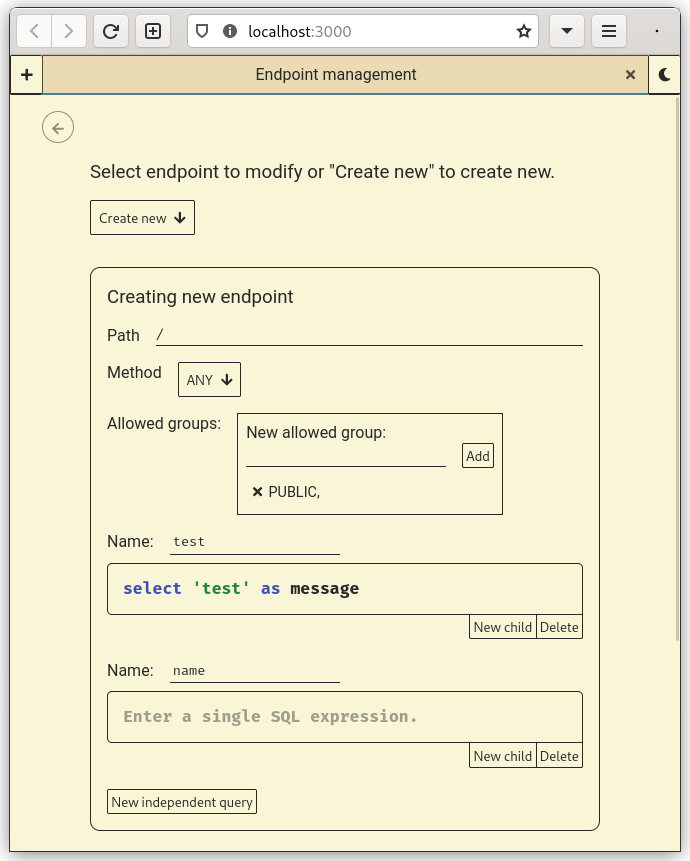 localhost:3000
+ Endpoint management ×
Select endpoint to modify or "Create new" to create new.
Create new ↓
Creating new endpoint
Path /
Method ANY ↓
Allowed groups: New allowed group:
Add
× PUBLIC,
Name: test
select 'test' as message
New child Delete
Name: name
Enter a single SQL expression.
New child Delete
New independent query